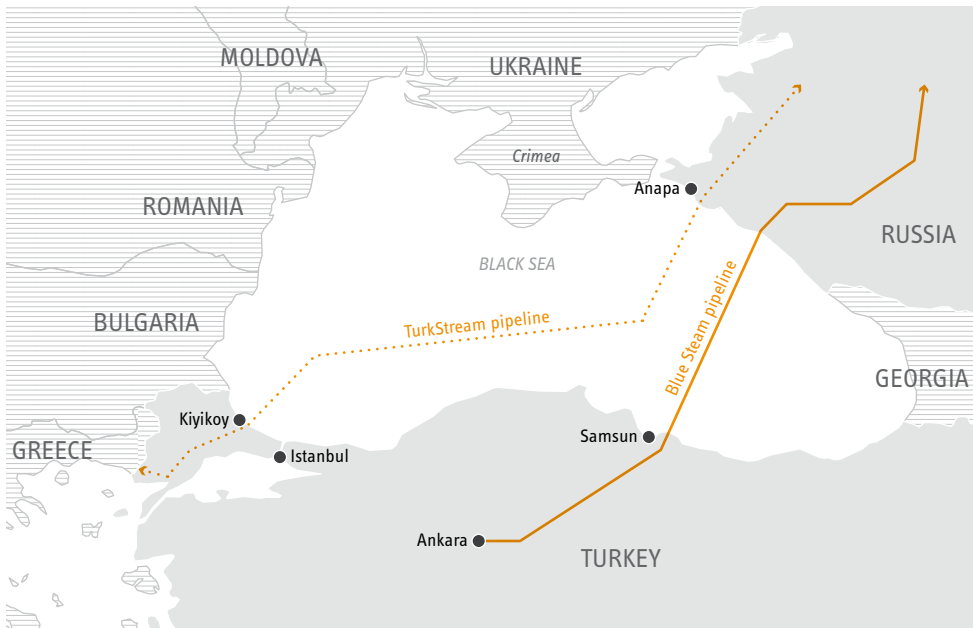 MOLDOVA
UKRAINE
Crimea
Anapa
ROMANIA
RUSSIA
BLACK SEA
BULGARIA
TurkStream pipeline
Blue Steam pipeline
GEORGIA
Kiyikoy
Samsun
GREECE
Istanbul
Ankara
TURKEY